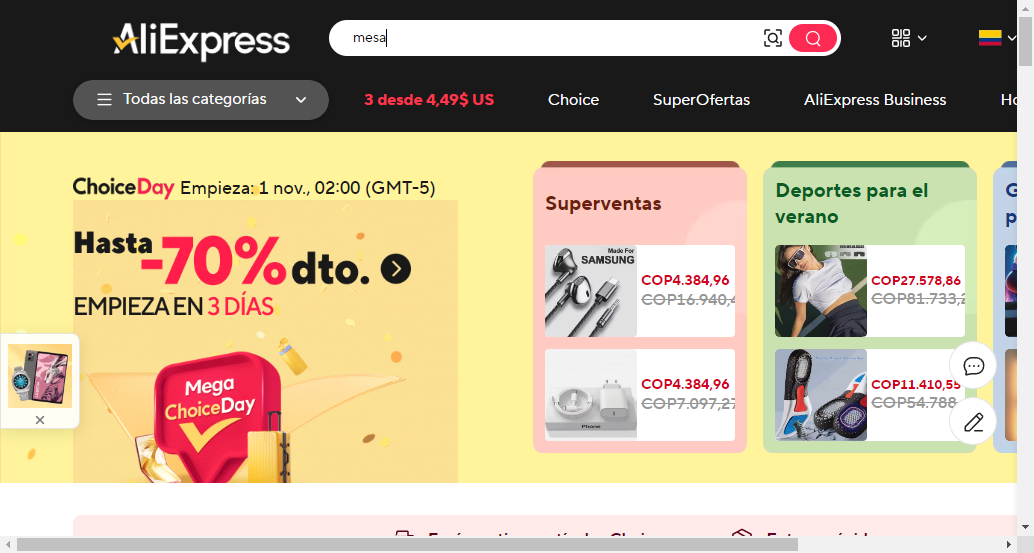 AliExpress
mesa
Todas las categorías
3 desde 4,49$ US
Choice
SuperOfertas
AliExpress Business
ChoiceDay Empieza: 1 nov., 02:00 (GMT-5)
Hasta -70% dto.
EMPIEZA EN 3 DÍAS
Mega
ChoiceDay
Superventas
Made For
SAMSUNG
COP4.384,96
COP16.940,4
Phone
COP4.384,96
COP7.097,27
Deportes para el
verano
COP27.578,86
COP81.733,2
COP11.410,55
COP54.788